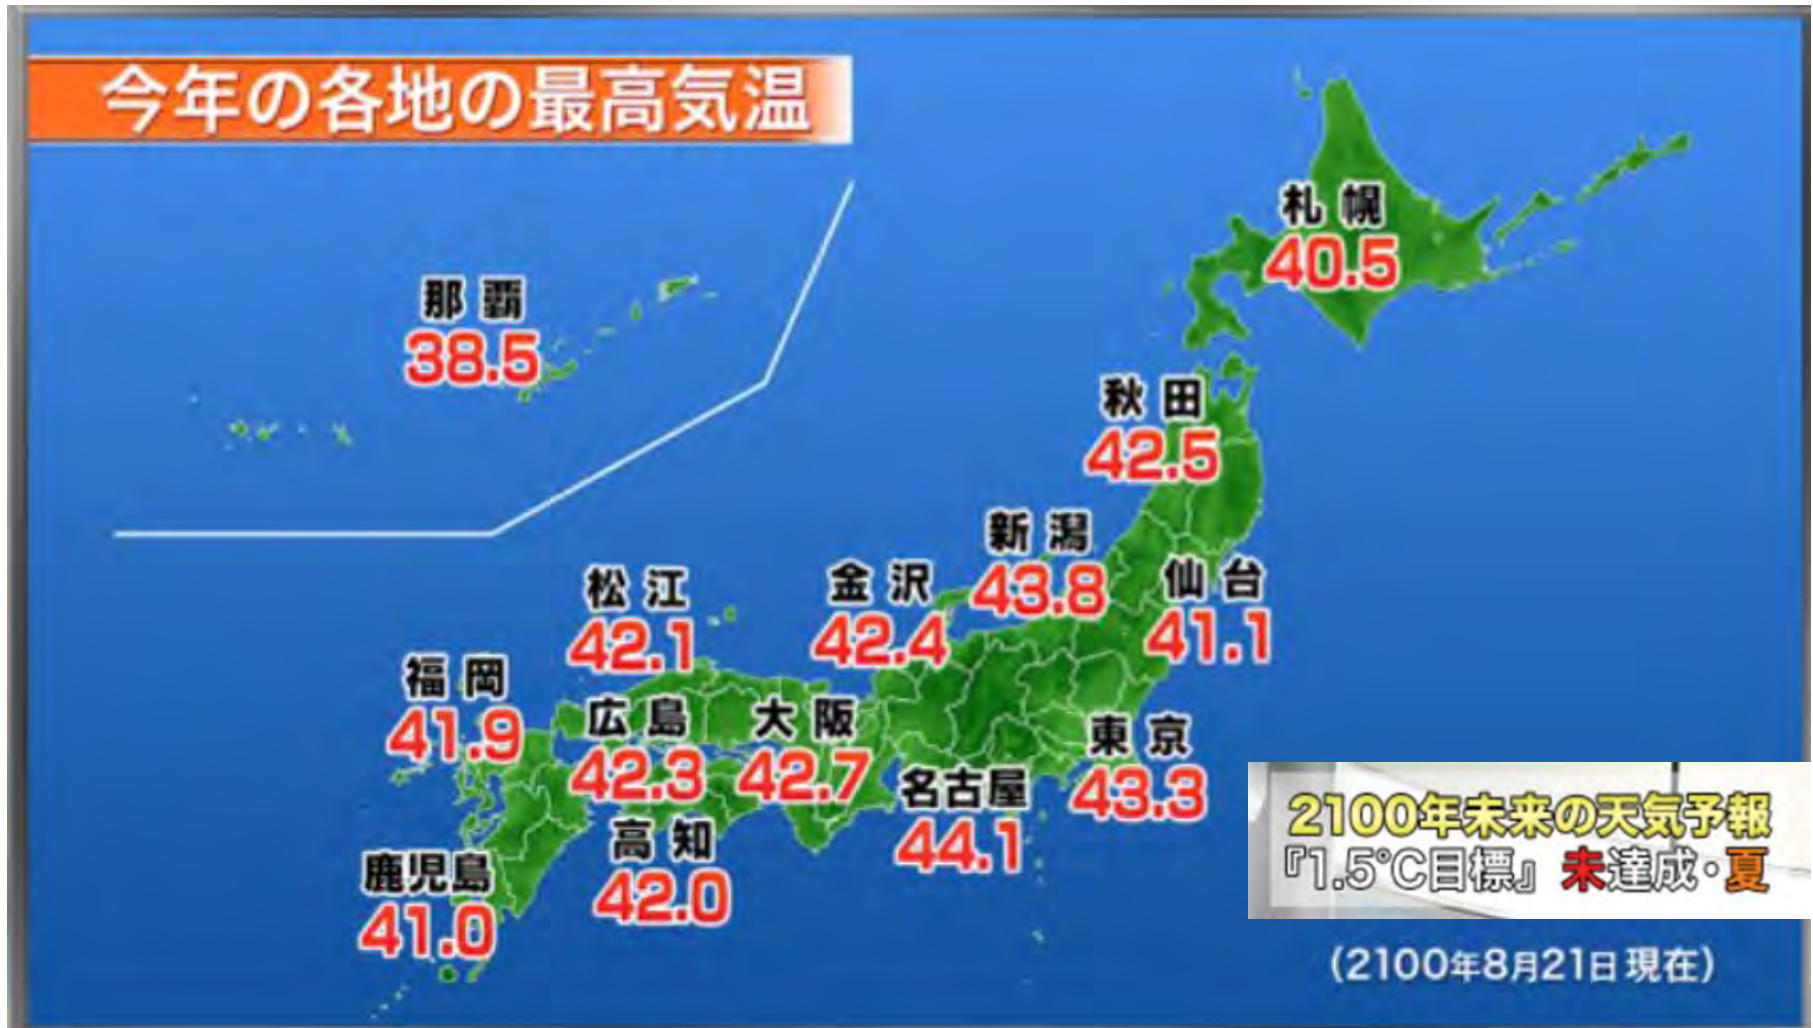 今年の各地の最高気温
札幌
40.5
那覇
38.5
秋田
42.5
新潟
43.8
仙台
41.1
金沢
42.4
松江
42.1
福岡
41.9
広島
42.3
大阪
42.7
東京
43.3
名古屋
44.1
高知
42.0
鹿児島
41.0
2100年未来の天気予報
『1.5℃目標』未達成・夏
（2100年8月21日現在）